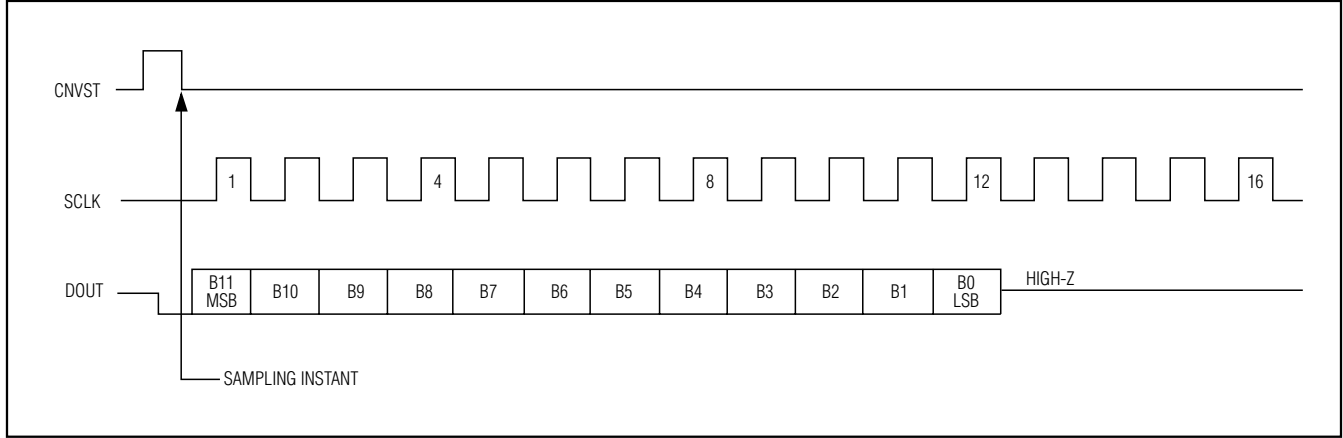 CNVST
1 4 8 12 16
SCLK
DOUT
B11 MSB B10 B9 B8 B7 B6 B5 B4 B3 B2 B1 B0 LSB HIGH-Z
SAMPLING INSTANT